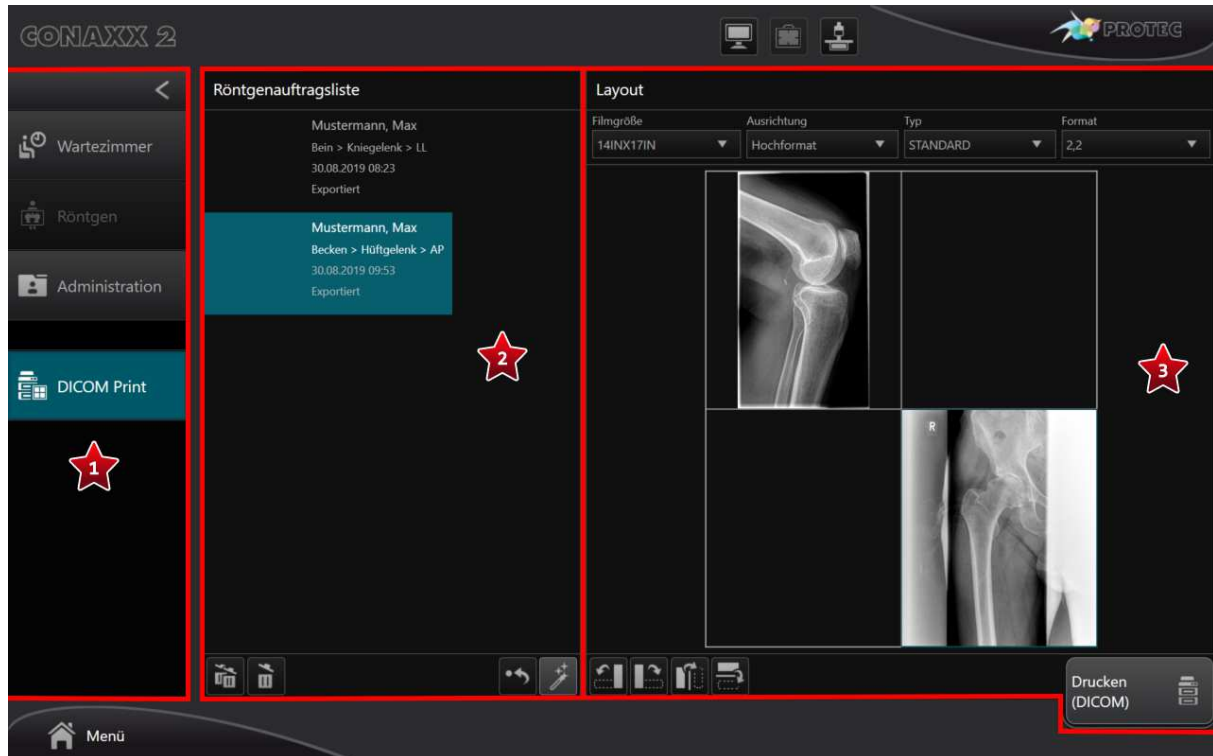 CONAXX 2
PROTEC
Wartezimmer
Röntgen
Administration
DICOM Print
1
Röntgenauftragsliste
Mustermann, Max
Bein > Kniegelenk > LL
30.08.2019 08:23
Exportiert
Mustermann, Max
Becken > Hüftgelenk > AP
30.08.2019 09:53
Exportiert
2
Layout
Filmgröße Ausrichtung Typ Format
14INX17IN Hochformat STANDARD 2,2
3
R
Drucken
(DICOM)
Menü